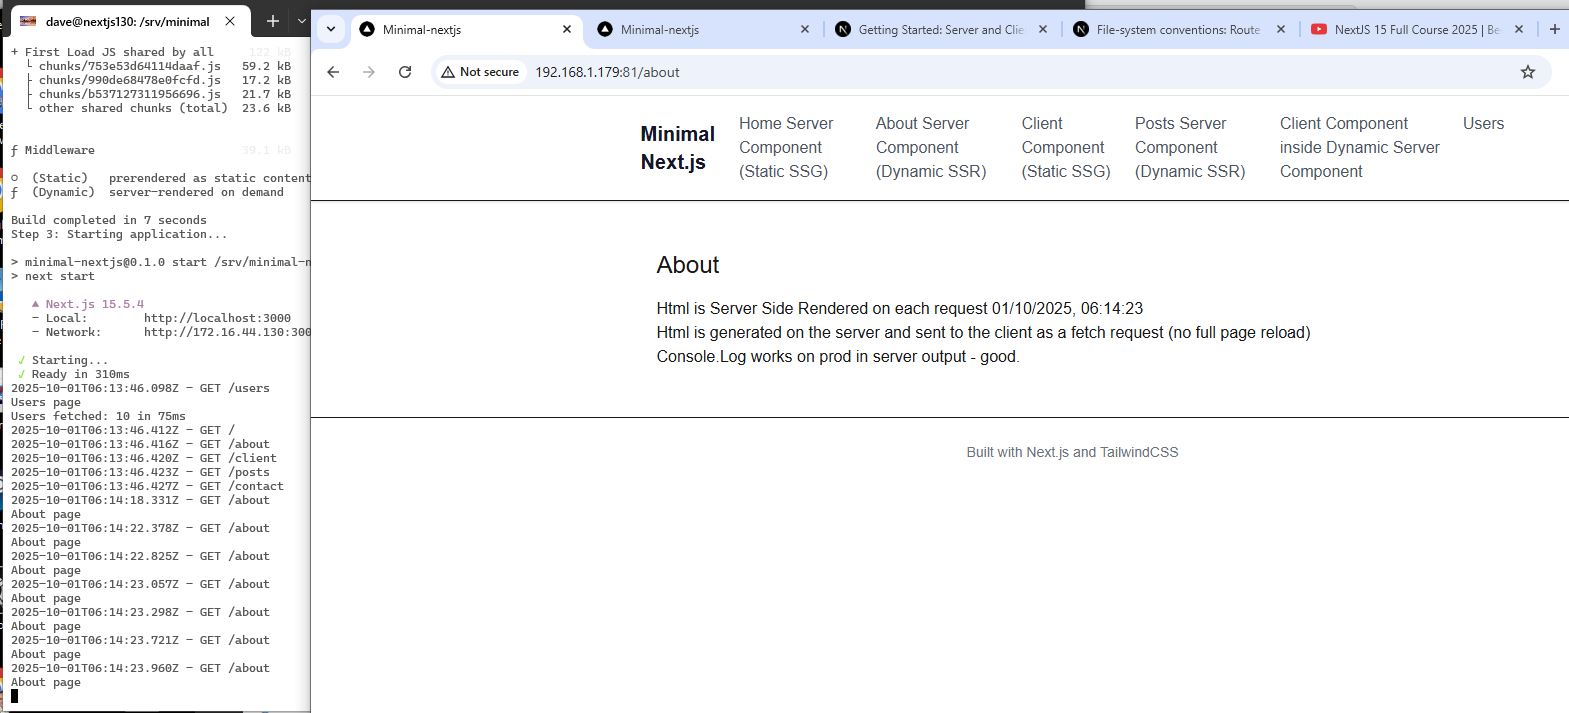 dave@nextjs130: /srv/minimal
+ First Load JS shared by all 122 kB
└ chunks/753e53d64114daaf.js 59.2 kB
├ chunks/990de68478e0fcfd.js 17.2 kB
├ chunks/b537127311956696.js 21.7 kB
└ other shared chunks (total) 23.6 kB
ƒ Middleware 39.1 kB
○ (Static) prerendered as static content
ƒ (Dynamic) server-rendered on demand
Build completed in 7 seconds
Step 3: Starting application...
> minimal-nextjs@0.1.0 start /srv/minimal-n
> next start
▲ Next.js 15.5.4
- Local: http://localhost:3000
- Network: http://172.16.44.130:300
✓ Starting...
✓ Ready in 310ms
2025-10-01T06:13:46.098Z - GET /users
Users page
Users fetched: 10 in 75ms
2025-10-01T06:13:46.412Z - GET /
2025-10-01T06:13:46.416Z - GET /about
2025-10-01T06:13:46.420Z - GET /client
2025-10-01T06:13:46.423Z - GET /posts
2025-10-01T06:13:46.427Z - GET /contact
2025-10-01T06:14:18.331Z - GET /about
About page
2025-10-01T06:14:22.378Z - GET /about
About page
2025-10-01T06:14:22.825Z - GET /about
About page
2025-10-01T06:14:23.057Z - GET /about
About page
2025-10-01T06:14:23.298Z - GET /about
About page
2025-10-01T06:14:23.721Z - GET /about
About page
2025-10-01T06:14:23.960Z - GET /about
About page
Minimal-nextjs
Minimal-nextjs
Getting Started: Server and Clie
File-system conventions: Route
NextJS 15 Full Course 2025 | Be
Not secure 192.168.1.179:81/about
Minimal
Next.js
Home Server
Component
(Static SSG)
About Server
Component
(Dynamic SSR)
Client
Component
(Static SSG)
Posts Server
Component
(Dynamic SSR)
Client Component
inside Dynamic Server
Component
Users
About
Html is Server Side Rendered on each request 01/10/2025, 06:14:23
Html is generated on the server and sent to the client as a fetch request (no full page reload)
Console.Log works on prod in server output - good.
Built with Next.js and TailwindCSS